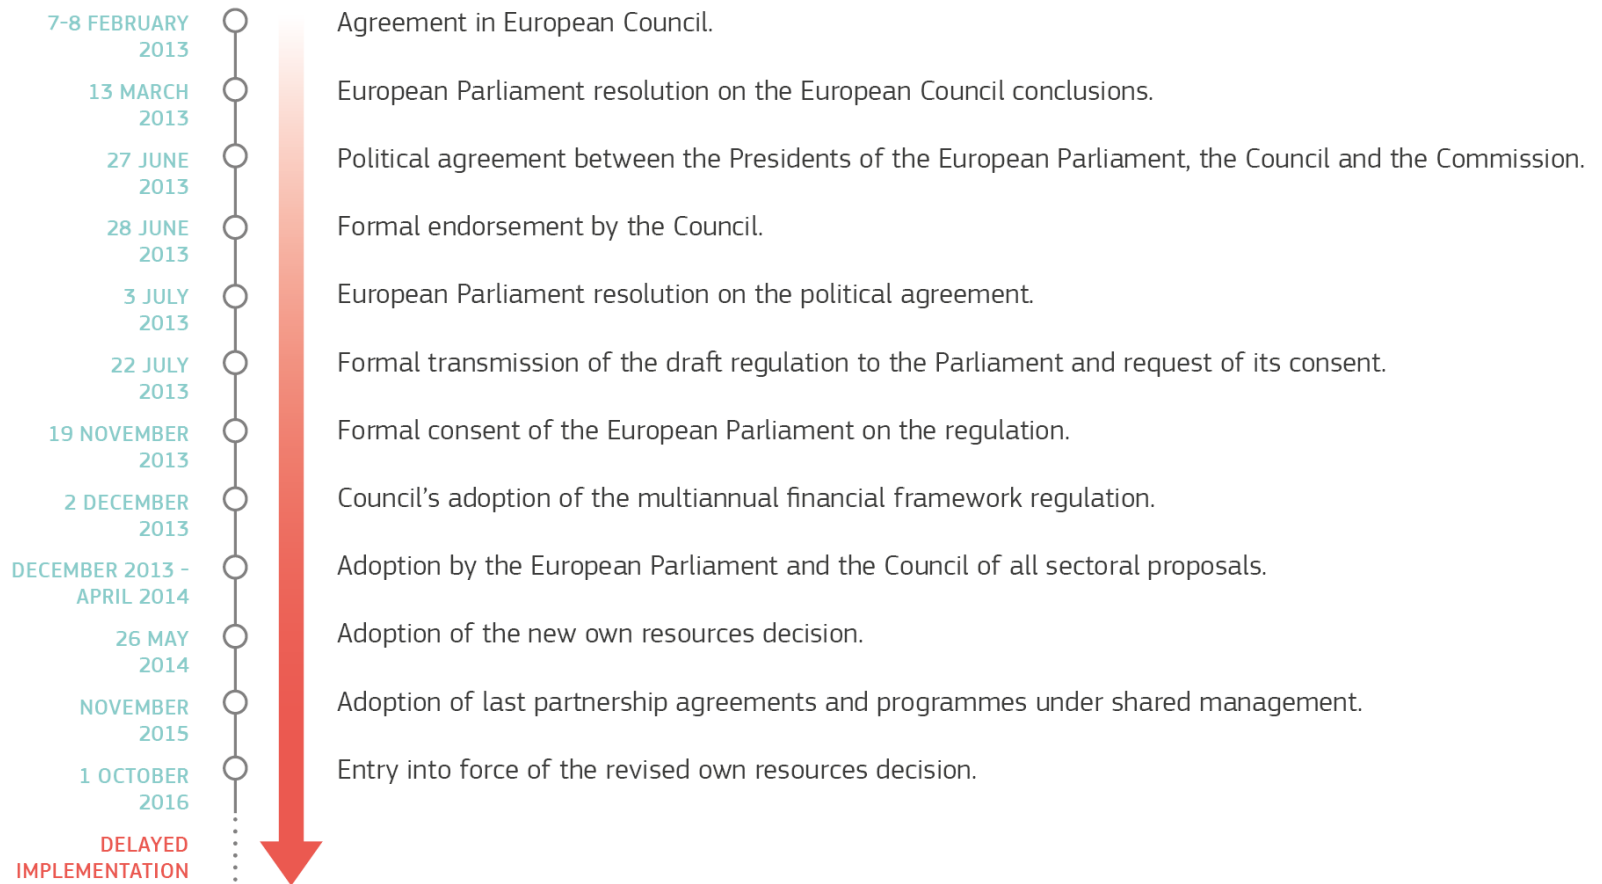 7-8 FEBRUARY
2013
Agreement in European Council.
13 MARCH
2013
European Parliament resolution on the European Council conclusions.
27 JUNE
2013
Political agreement between the Presidents of the European Parliament, the Council and the Commission.
28 JUNE
2013
Formal endorsement by the Council.
3 JULY
2013
European Parliament resolution on the political agreement.
22 JULY
2013
Formal transmission of the draft regulation to the Parliament and request of its consent.
19 NOVEMBER
2013
Formal consent of the European Parliament on the regulation.
2 DECEMBER
2013
Council’s adoption of the multiannual financial framework regulation.
DECEMBER 2013 -
APRIL 2014
Adoption by the European Parliament and the Council of all sectoral proposals.
26 MAY
2014
Adoption of the new own resources decision.
NOVEMBER
2015
Adoption of last partnership agreements and programmes under shared management.
1 OCTOBER
2016
Entry into force of the revised own resources decision.
DELAYED
IMPLEMENTATION